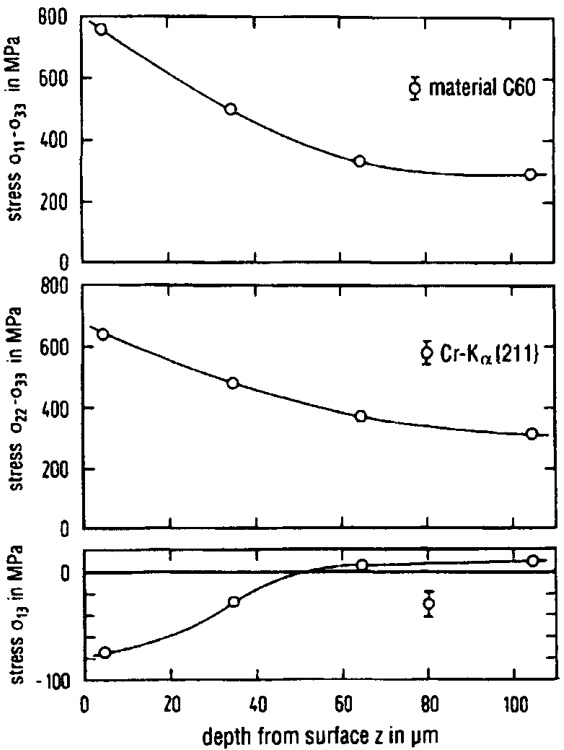 800
600
400
200
0
stress σ₁₁-σ₃₃ in MPa
material C60
800
600
400
200
0
stress σ₂₂-σ₃₃ in MPa
Cr-Kα{211}
0
-100
stress σ₁₃ in MPa
0 20 40 60 80 100
depth from surface z in µm